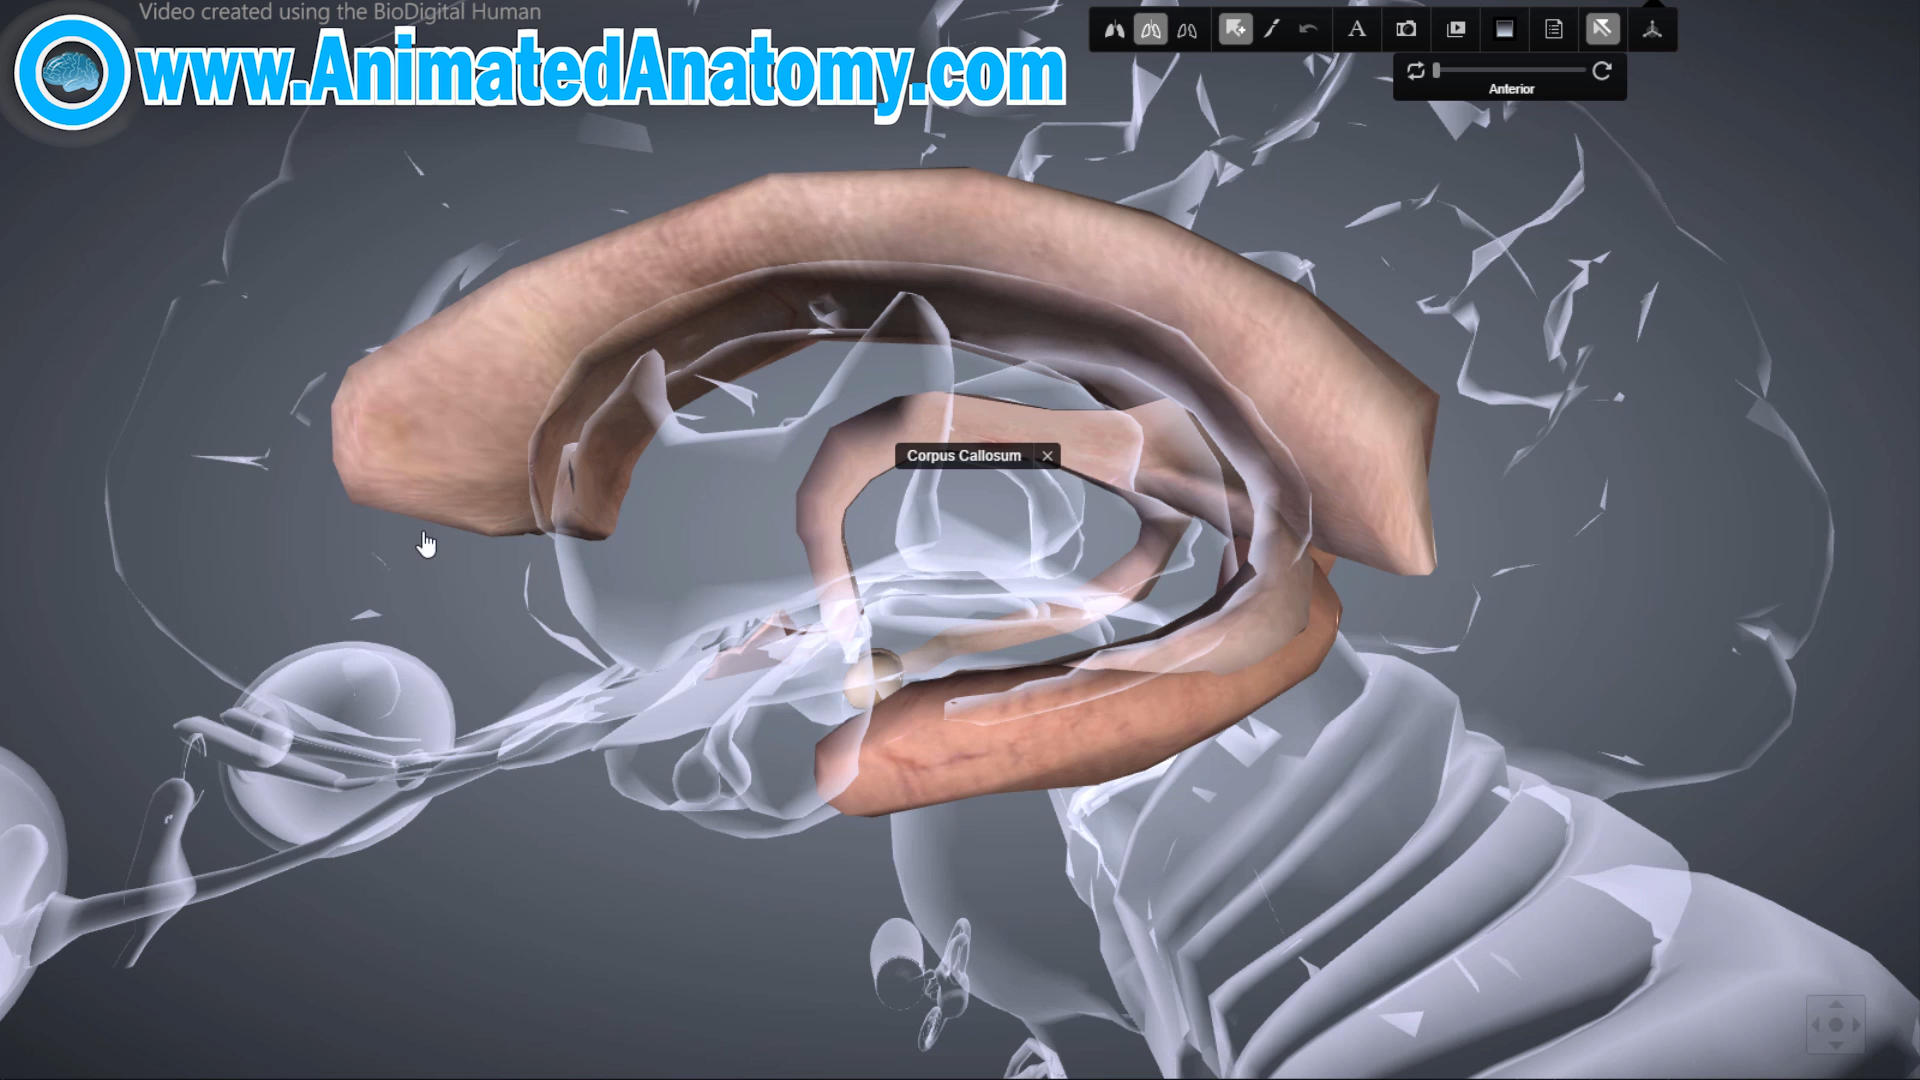 Video created using the BioDigital Human
www.AnimatedAnatomy.com
A
Anterior
Corpus Callosum